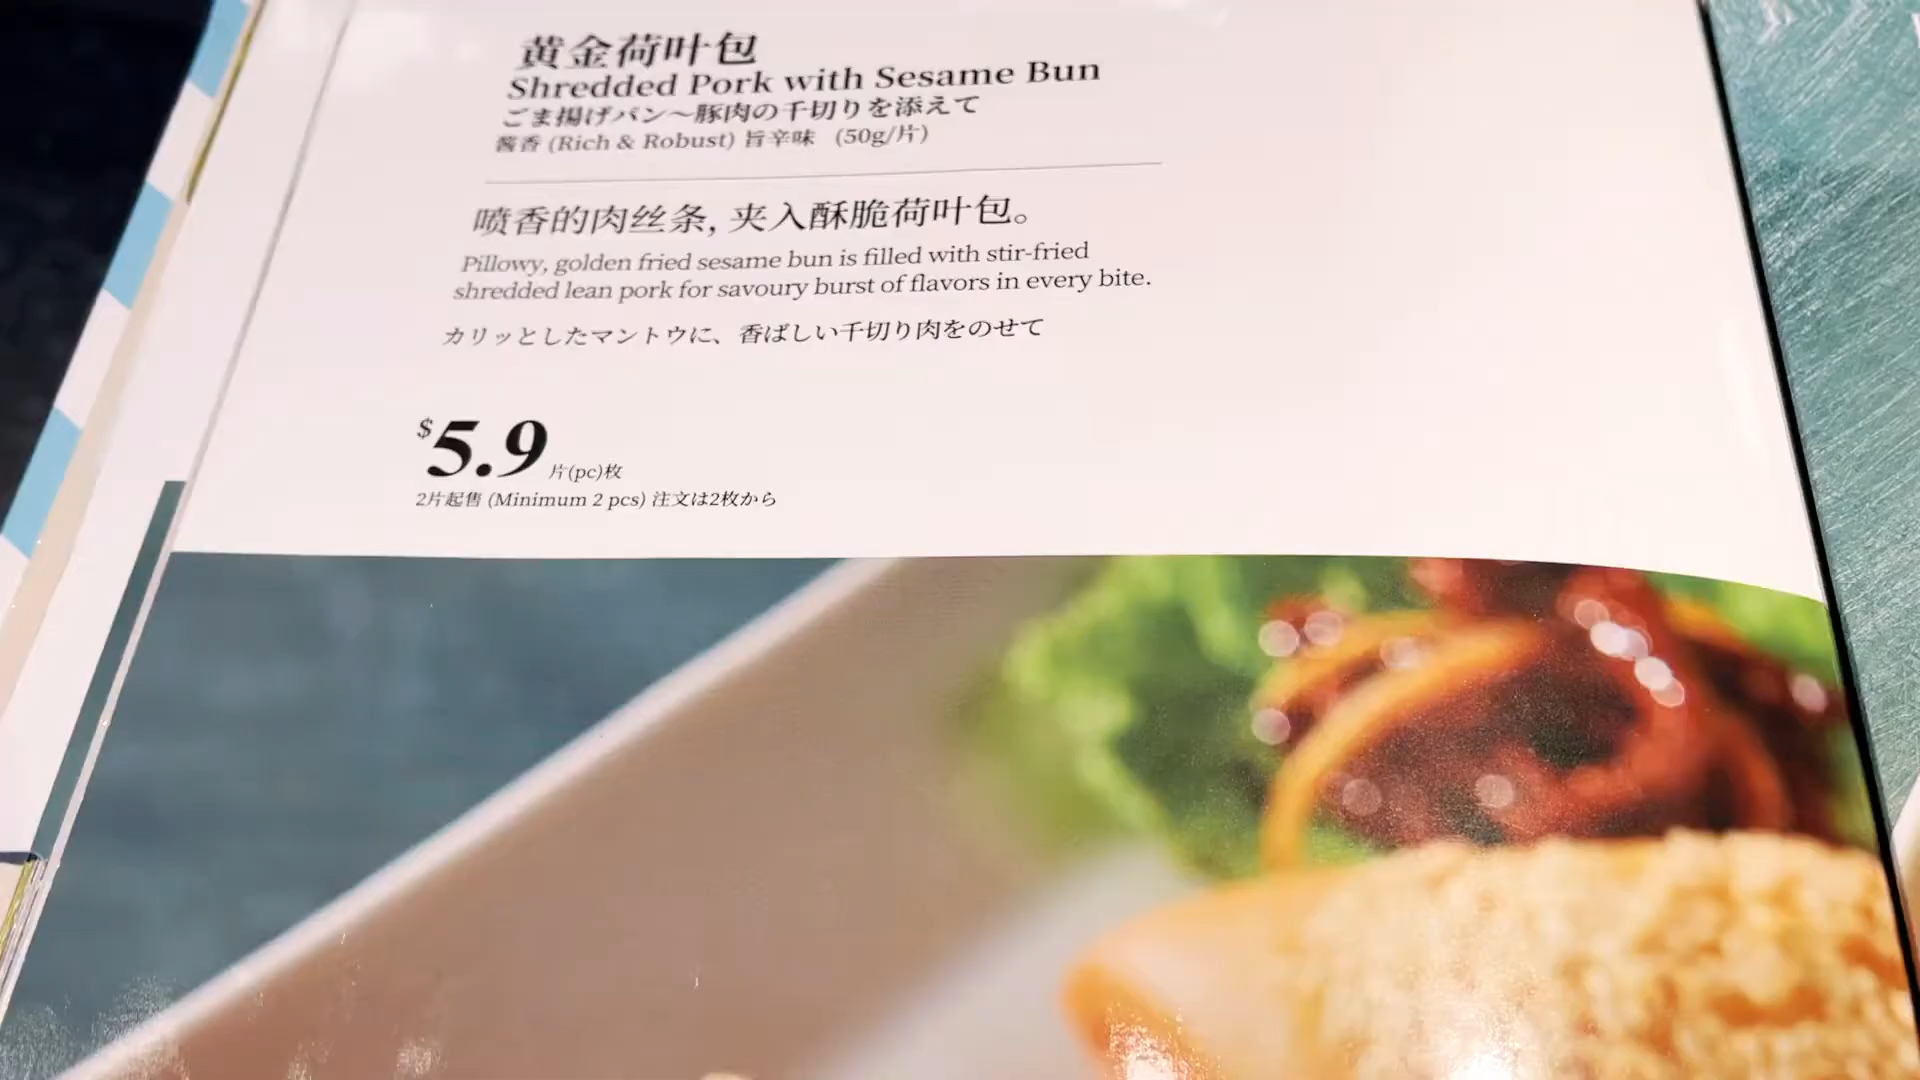 黄金荷叶包
Shredded Pork with Sesame Bun
ごま揚げパン～豚肉の千切りを添えて
酱香 (Rich & Robust) 旨辛味 (50g/片)
喷香的肉丝条, 夹入酥脆荷叶包。
Pillowy, golden fried sesame bun is filled with stir-fried
shredded lean pork for savoury burst of flavors in every bite.
カリッとしたマントウに、香ばしい千切り肉をのせて
$5.9 片(pc)枚
2片起售 (Minimum 2 pcs) 注文は2枚から